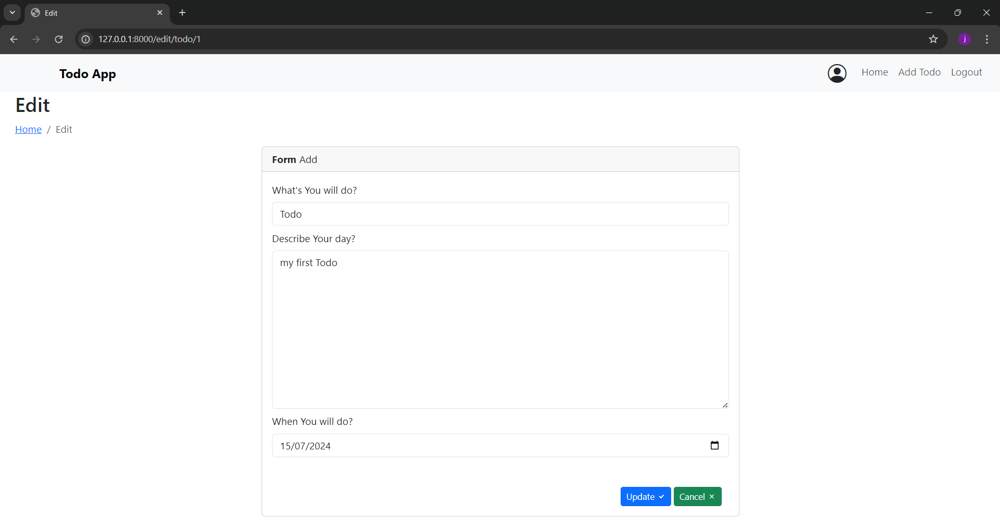 Edit
127.0.0.1:8000/edit/todo/1
j
Todo App
Home Add Todo Logout
Edit
Home / Edit
Form Add
What's You will do?
Todo
Describe Your day?
my first Todo
When You will do?
15/07/2024
Update Cancel